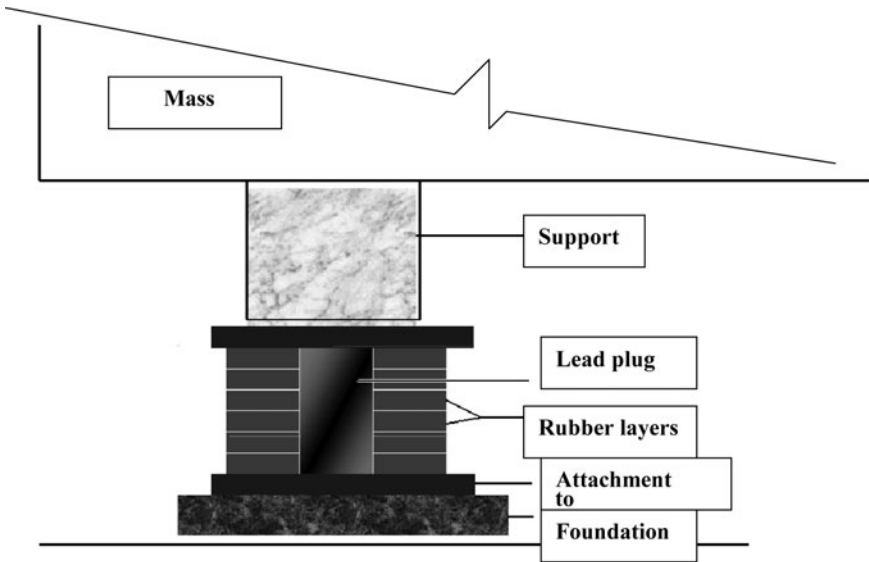 Mass
Support
Lead plug
Rubber layers
Attachment
to
Foundation